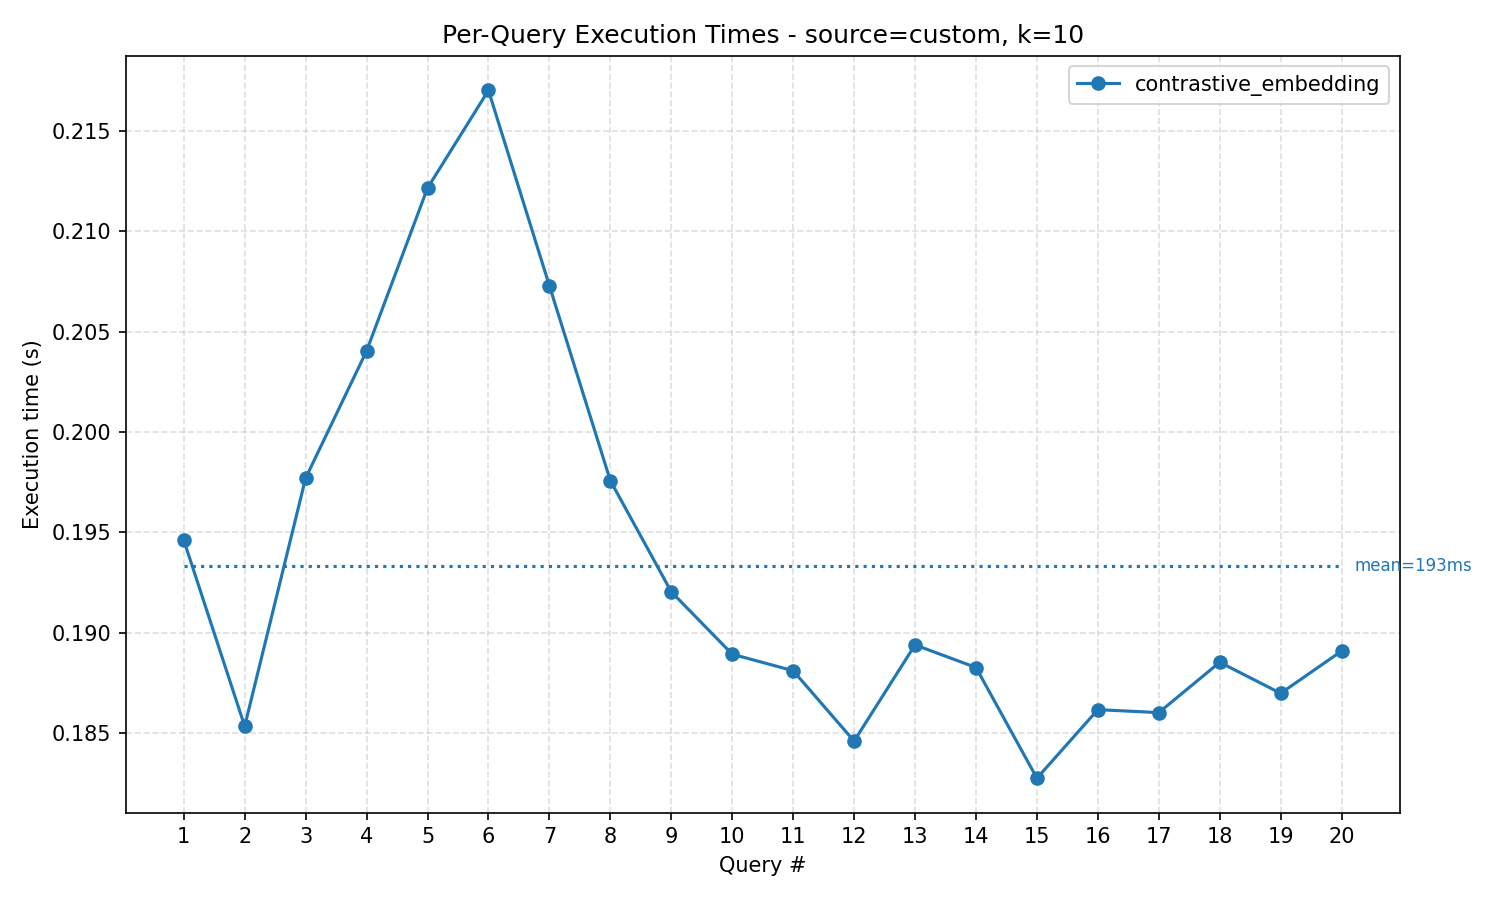 Per-Query Execution Times - source=custom, k=10
contrastive_embedding
Execution time (s)
0.215
0.210
0.205
0.200
0.195
0.190
0.185
mean=193ms
1 2 3 4 5 6 7 8 9 10 11 12 13 14 15 16 17 18 19 20
Query #